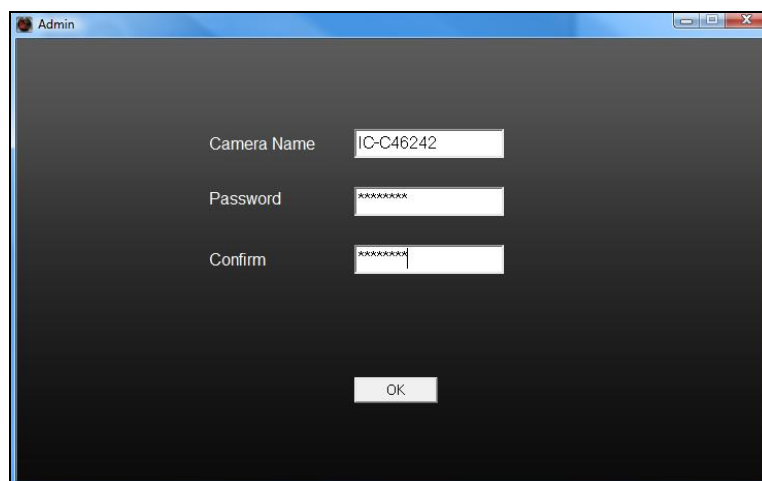 Admin
Camera Name IC-C46242
Password ********
Confirm ********
OK